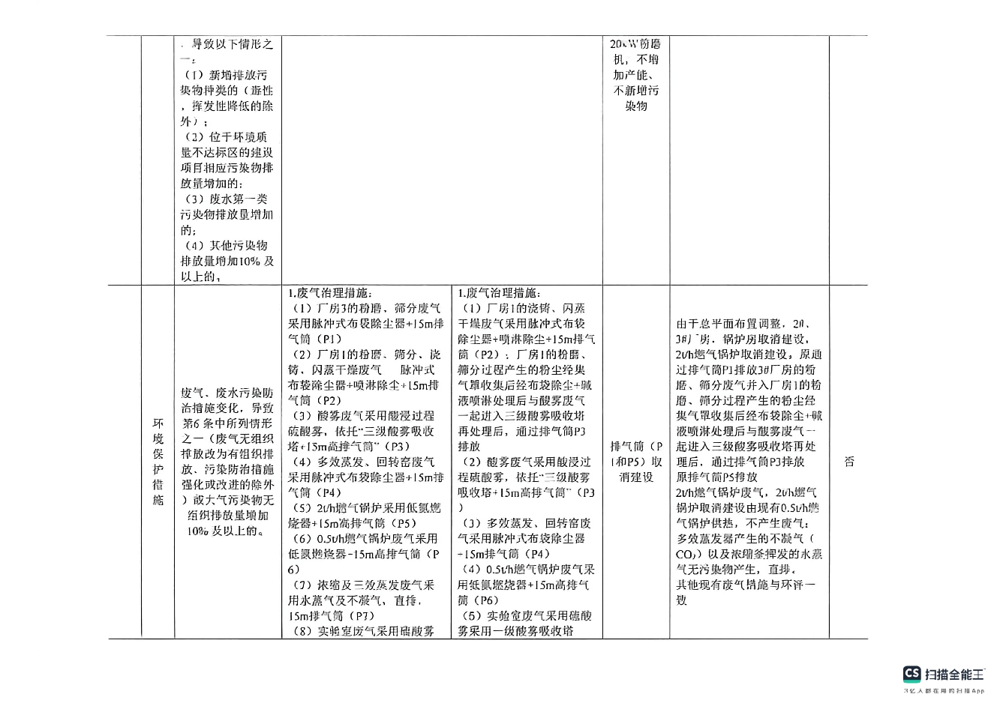 ，导致以下情形之
一：
（1）新增排放污
染物种类的（毒性
，挥发性降低的除
外）；
（2）位于环境质
量不达标区的建设
项目相应污染物排
放量增加的；
（3）废水第一类
污染物排放量增加
的；
（4）其他污染物
排放量增加10% 及
以上的。
20kW粉磨
机，不增
加产能、
不新增污
染物
环
境
保
护
措
施
废气、废水污染防
治措施变化，导致
第6 条中所列情形
之一（废气无组织
排放改为有组织排
放、污染防治措施
强化或改进的除外
）或大气污染物无
组织排放量增加
10% 及以上的。
1.废气治理措施：
（1）厂房3的粉磨，筛分废气
采用脉冲式布袋除尘器+15m排
气筒（P1）
（2）厂房1的粉磨、筛分、浇
铸、闪蒸干燥废气 脉冲式
布袋除尘器+喷淋除尘+15m排
气筒（P2）
（3）酸雾废气采用酸浸过程
硫酸雾，依托“三级酸雾吸收
塔+15m高排气筒”（P3）
（4）多效蒸发、回转窑废气
采用脉冲式布袋除尘器+15m排
气筒（P4）
（5）2t/h燃气锅炉采用低氮燃
烧器+15m高排气筒（P5）
（6）0.5t/h燃气锅炉废气采用
低氮燃烧器+15m高排气筒（P
6）
（7）浓缩及三效蒸发废气采
用水蒸气及不凝气，直排，
15m排气筒（P7）
（8）实验室废气采用硫酸雾
1.废气治理措施：
（1）厂房1的浇铸、闪蒸
干燥废气采用脉冲式布袋
除尘器+喷淋除尘+15m排气
筒（P2）；厂房1的粉磨、
筛分过程产生的粉尘经集
气罩收集后经布袋除尘+碱
液喷淋处理后与酸雾废气
一起进入三级酸雾吸收塔
再处理后，通过排气筒P3
排放
（2）酸雾废气采用酸浸过
程硫酸雾，依托“三级酸雾
吸收塔+15m高排气筒”（P3
）
（3）多效蒸发、回转窑废
气采用脉冲式布袋除尘器
+15m排气筒（P4）
（4）0.5t/h燃气锅炉废气采
用低氮燃烧器+15m高排气
筒（P6）
（5）实验室废气采用硫酸
雾采用一级酸雾吸收塔
排气筒（P
1和P5）取
消建设
由于总平面布置调整，2#、
3#厂房，锅炉房取消建设，
2t/h燃气锅炉取消建设，原通
过排气筒P1排放3#厂房的粉
磨、筛分废气并入厂房1的粉
磨、筛分过程产生的粉尘经
集气罩收集后经布袋除尘+碱
液喷淋处理后与酸雾废气一
起进入三级酸雾吸收塔再处
理后，通过排气筒P3排放
原排气筒P5排放
2t/h燃气锅炉废气，2t/h燃气
锅炉取消建设由现有0.5t/h燃
气锅炉供热，不产生废气；
多效蒸发器产生的不凝气（
CO₂）以及浓缩釜挥发的水蒸
气无污染物产生，直排。
其他现有废气措施与环评一
致
否
CS 扫描全能王
3亿人都在用的扫描App